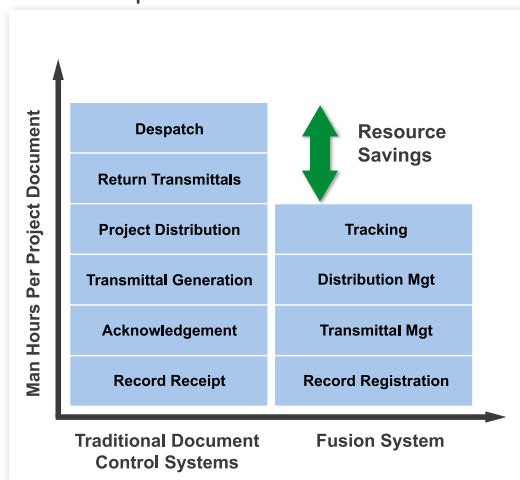 Man Hours Per Project Document
Despatch
Return Transmittals
Project Distribution
Transmittal Generation
Acknowledgement
Record Receipt
Resource
Savings
Tracking
Distribution Mgt
Transmittal Mgt
Record Registration
Traditional Document
Control Systems
Fusion System